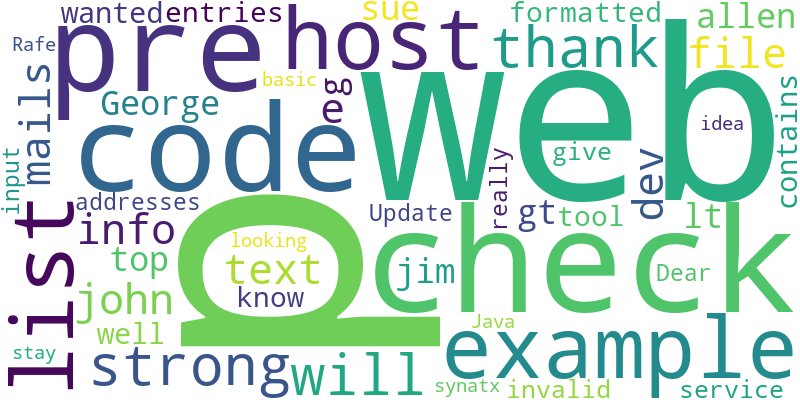 wanted
entries
sue
formatted
allen
Rafe
pre
host
thank
file
basic
mails
George
code
e
eg
web
idea
input
give
contains
addresses
really
dev
list
info
Update
gt
tool
lt
top
looking
text
p
check
jim
Dear
john
know
well
Java
example
stay
strong
will
synatx
invalid
service